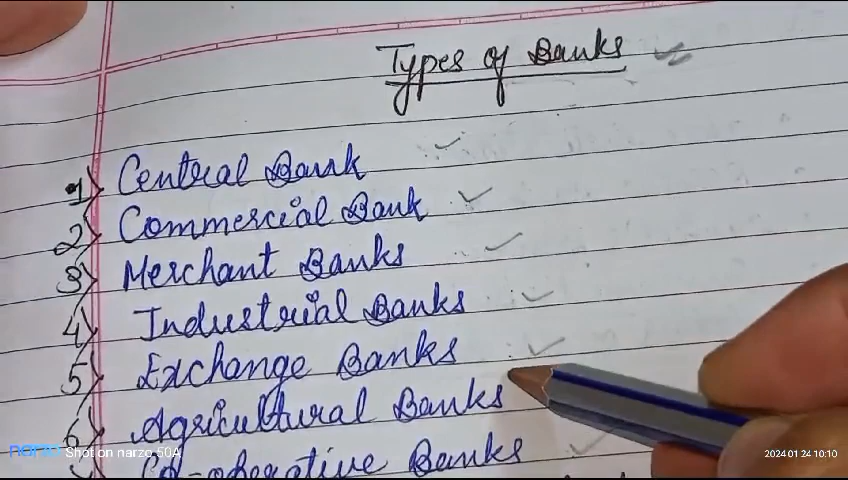 Types of Banks
1) Central Bank
2) Commercial Bank
3) Merchant Banks
4) Industrial Banks
5) Exchange Banks
6) Agricultural Banks
Co-operative Banks
narzo Shot on narzo 50A
2024 01 24 10:10